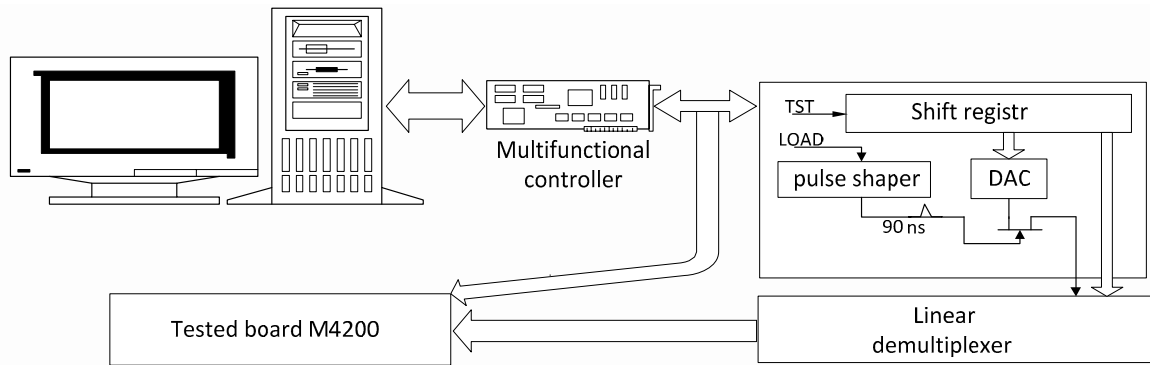 TST
Shift registr
LOAD
pulse shaper
DAC
90 ns
Multifunctional
controller
Tested board M4200
Linear
demultiplexer